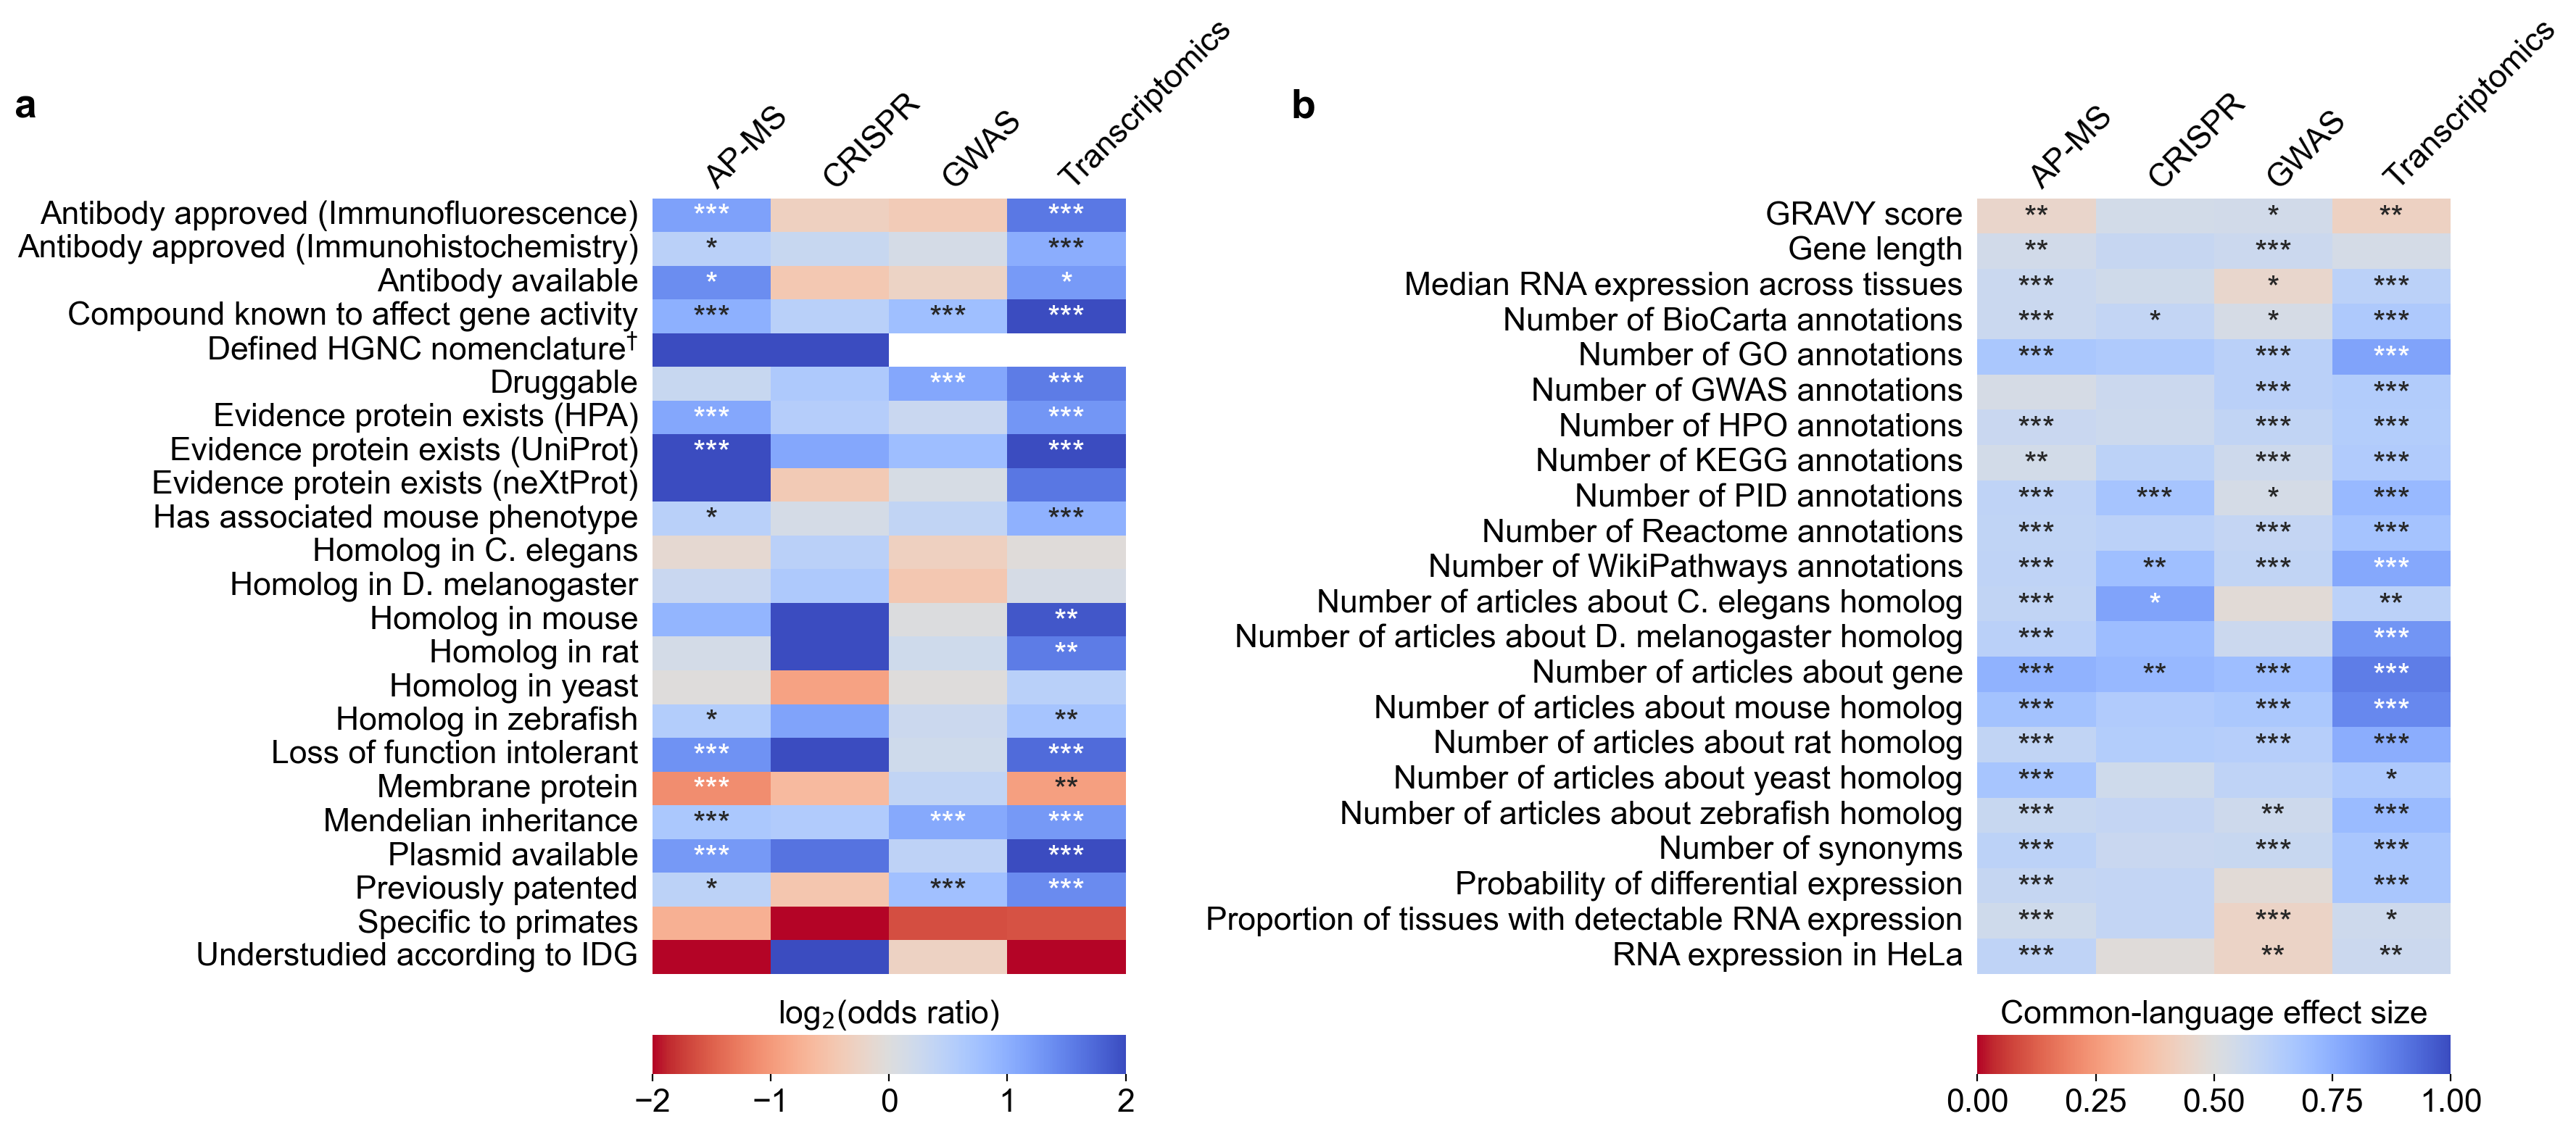 a
AP-MS
CRISPR
GWAS
Transcriptomics
Antibody approved (Immunofluorescence) *** ***
Antibody approved (Immunohistochemistry) * ***
Antibody available * *
Compound known to affect gene activity *** *** ***
Defined HGNC nomenclature†
Druggable *** ***
Evidence protein exists (HPA) *** ***
Evidence protein exists (UniProt) *** ***
Evidence protein exists (neXtProt)
Has associated mouse phenotype * ***
Homolog in C. elegans
Homolog in D. melanogaster
Homolog in mouse **
Homolog in rat **
Homolog in yeast
Homolog in zebrafish * **
Loss of function intolerant *** ***
Membrane protein *** **
Mendelian inheritance *** *** ***
Plasmid available *** ***
Previously patented * *** ***
Specific to primates
Understudied according to IDG
log₂(odds ratio)
−2 −1 0 1 2
b
AP-MS
CRISPR
GWAS
Transcriptomics
GRAVY score ** * **
Gene length ** ***
Median RNA expression across tissues *** * ***
Number of BioCarta annotations *** * * ***
Number of GO annotations *** *** ***
Number of GWAS annotations *** ***
Number of HPO annotations *** *** ***
Number of KEGG annotations ** *** ***
Number of PID annotations *** *** * ***
Number of Reactome annotations *** *** ***
Number of WikiPathways annotations *** ** *** ***
Number of articles about C. elegans homolog *** * **
Number of articles about D. melanogaster homolog *** ***
Number of articles about gene *** ** *** ***
Number of articles about mouse homolog *** *** ***
Number of articles about rat homolog *** *** ***
Number of articles about yeast homolog *** *
Number of articles about zebrafish homolog *** ** ***
Number of synonyms *** *** ***
Probability of differential expression *** ***
Proportion of tissues with detectable RNA expression *** *** *
RNA expression in HeLa *** ** **
Common-language effect size
0.00 0.25 0.50 0.75 1.00